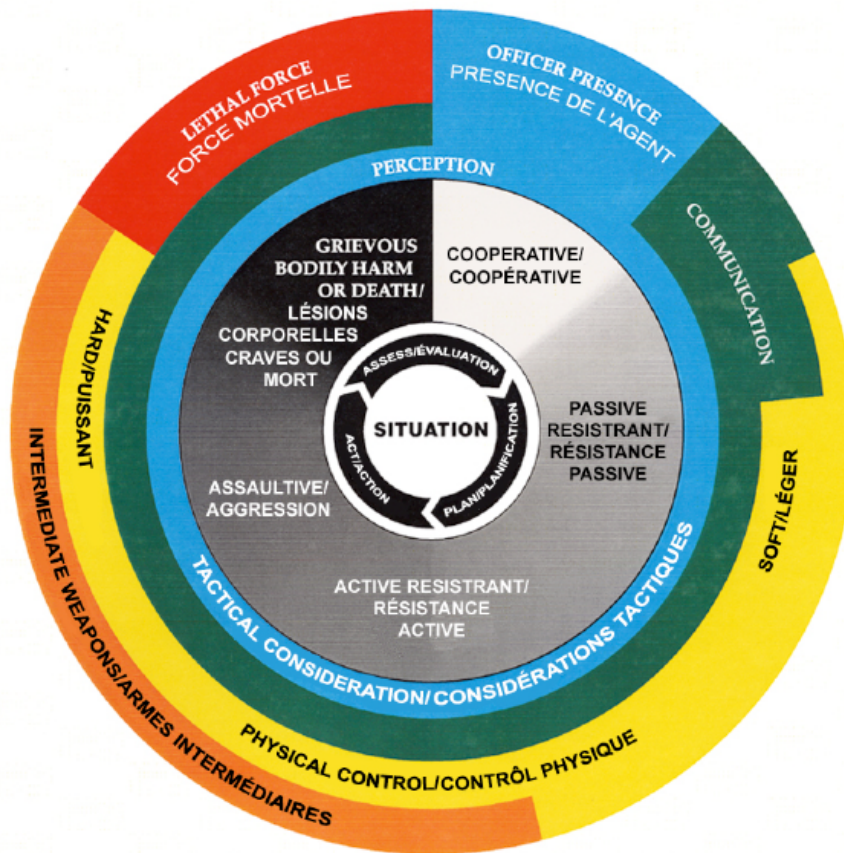 LETHAL FORCE
FORCE MORTELLE
OFFICER PRESENCE
PRESENCE DE L'AGENT
COMMUNICATION
PERCEPTION
GRIEVOUS
BODILY HARM
OR DEATH/
LÉSIONS
CORPORELLES
CRAVES OU
MORT
COOPERATIVE/
COOPÉRATIVE
ASSESS/ÉVALUATION
PLAN/PLANIFICATION
ACT/ACTION
SITUATION
PASSIVE
RESISTRANT/
RÉSISTANCE
PASSIVE
ASSAULTIVE/
AGGRESSION
ACTIVE RESISTRANT/
RÉSISTANCE
ACTIVE
TACTICAL CONSIDERATION/CONSIDÉRATIONS TACTIQUES
HARD/PUISSANT
SOFT/LÉGER
PHYSICAL CONTROL/CONTRÔL PHYSIQUE
INTERMEDIATE WEAPONS/ARMES INTERMÉDIAIRES